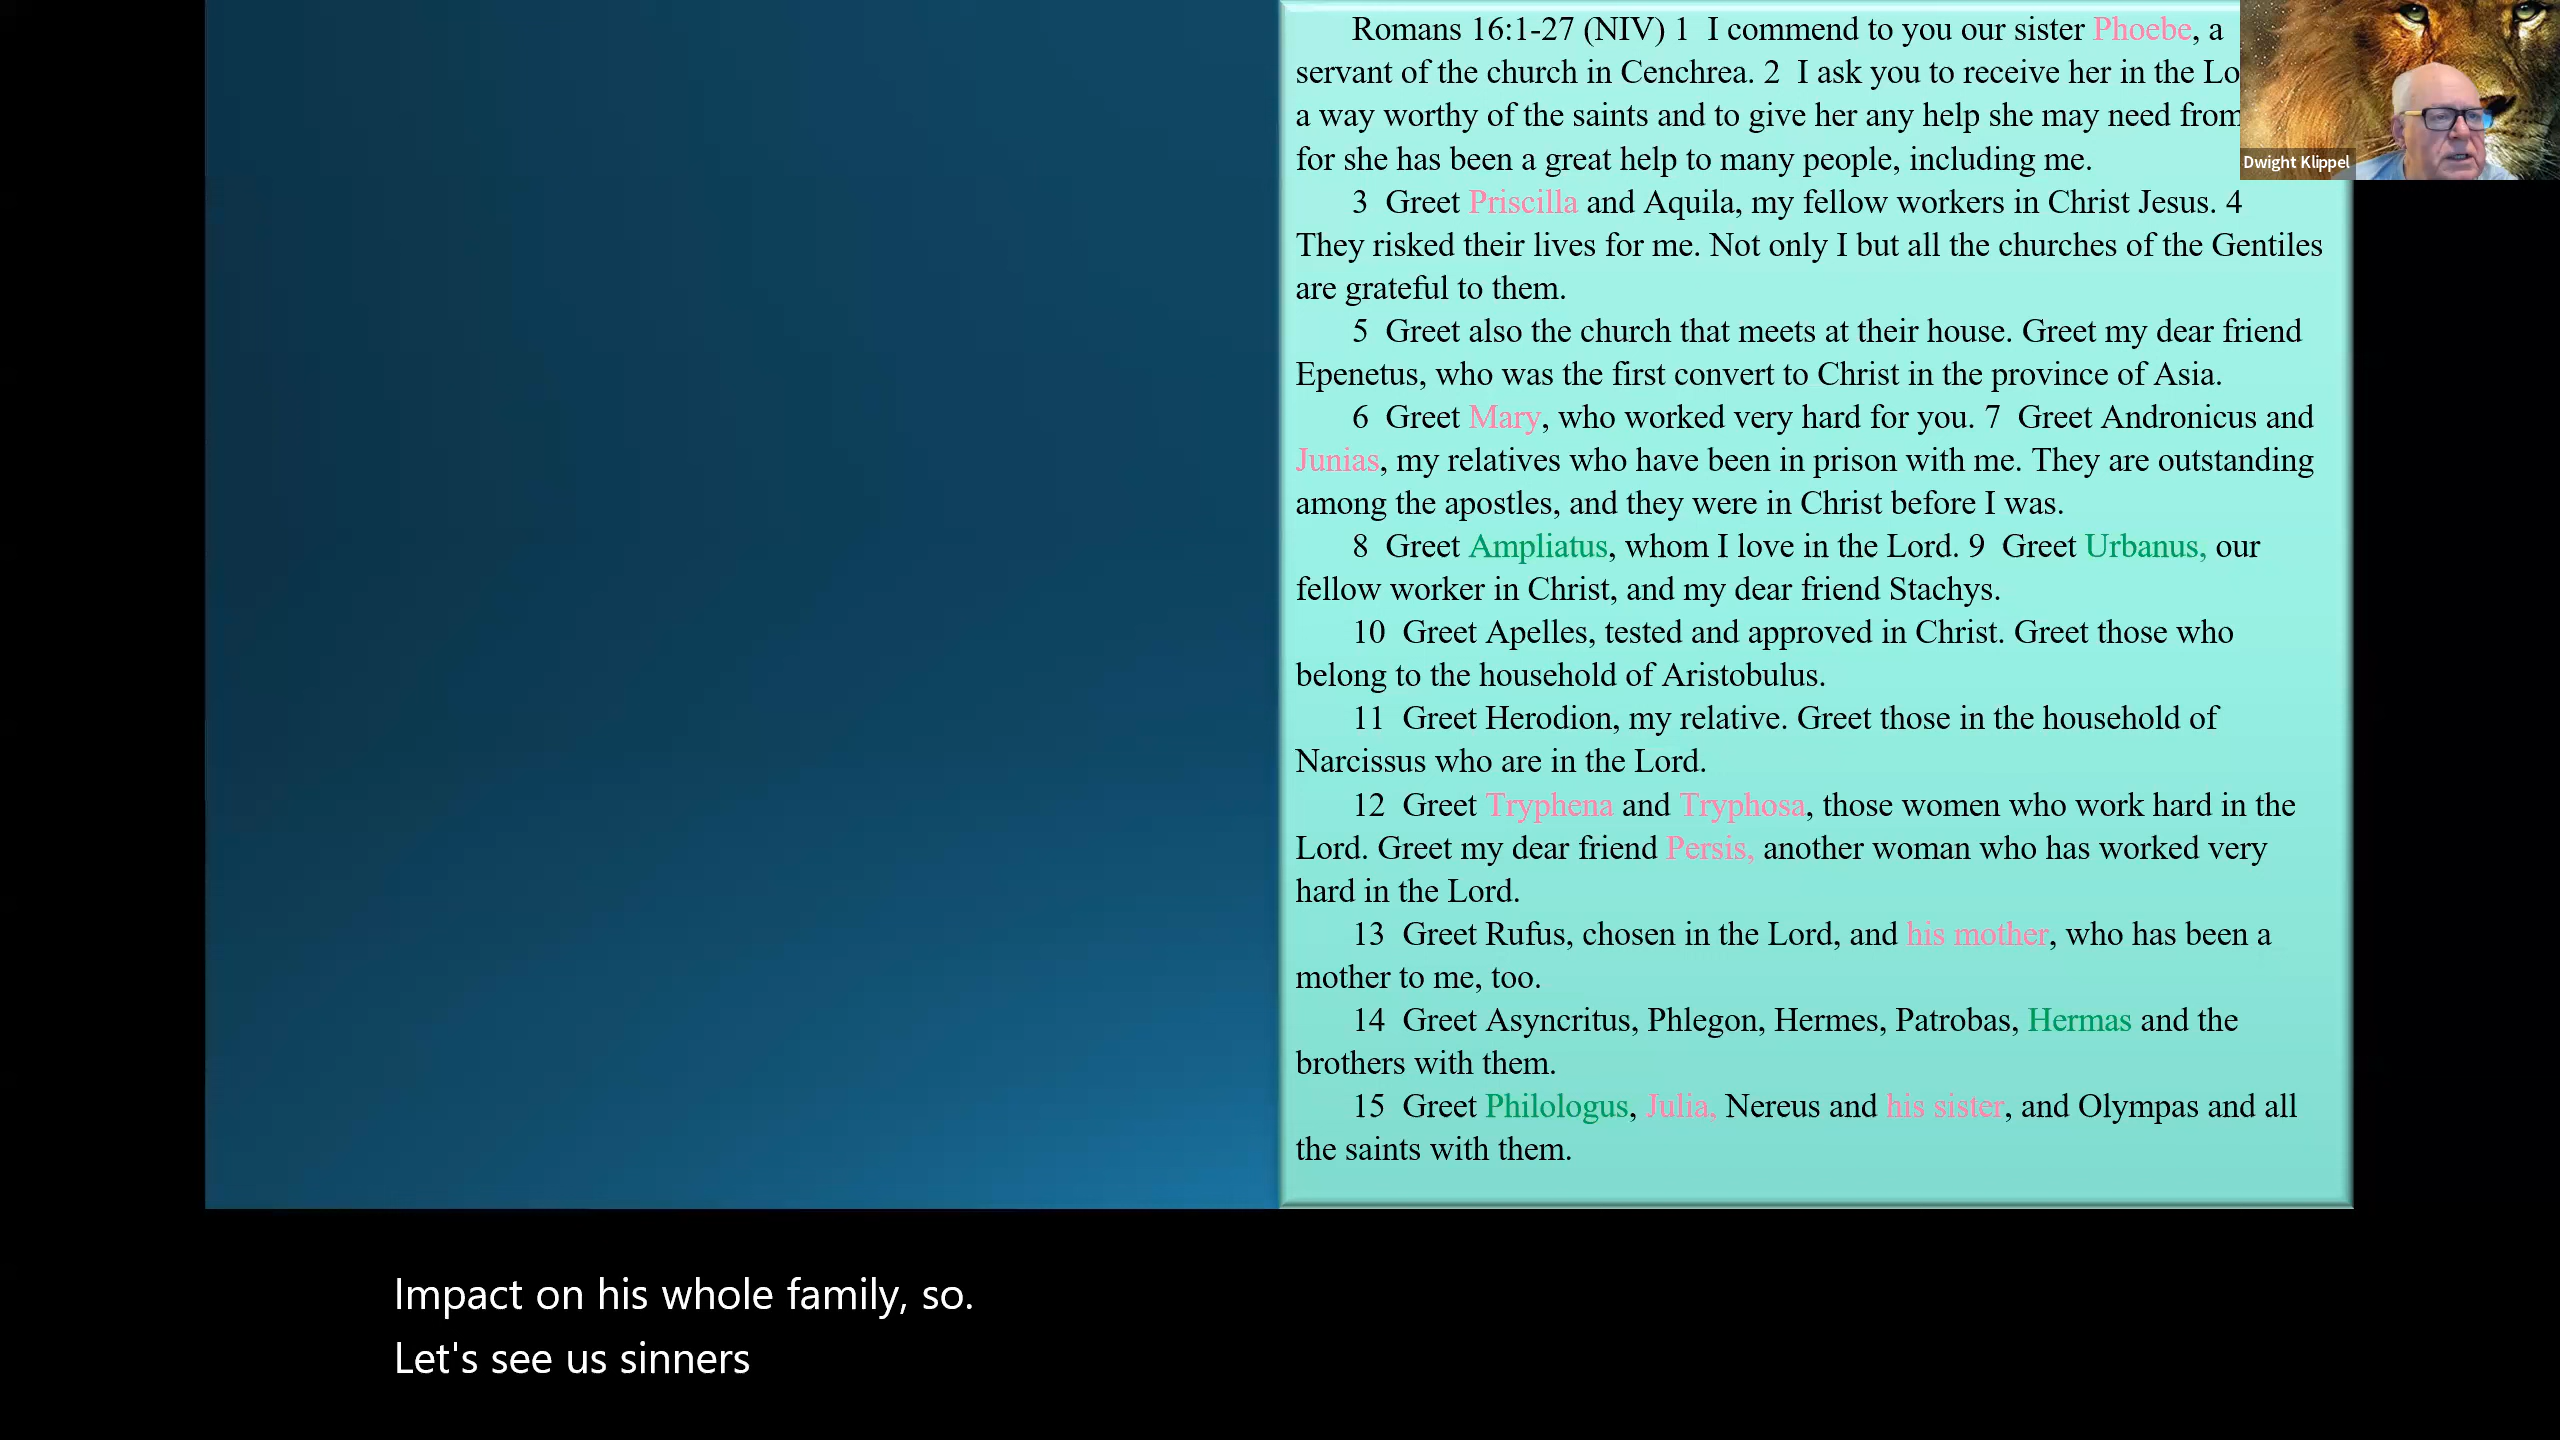 Romans 16:1-27 (NIV) 1 I commend to you our sister Phoebe, a
servant of the church in Cenchrea. 2 I ask you to receive her in the Lo
a way worthy of the saints and to give her any help she may need from
for she has been a great help to many people, including me.
3 Greet Priscilla and Aquila, my fellow workers in Christ Jesus. 4
They risked their lives for me. Not only I but all the churches of the Gentiles
are grateful to them.
5 Greet also the church that meets at their house. Greet my dear friend
Epenetus, who was the first convert to Christ in the province of Asia.
6 Greet Mary, who worked very hard for you. 7 Greet Andronicus and
Junias, my relatives who have been in prison with me. They are outstanding
among the apostles, and they were in Christ before I was.
8 Greet Ampliatus, whom I love in the Lord. 9 Greet Urbanus, our
fellow worker in Christ, and my dear friend Stachys.
10 Greet Apelles, tested and approved in Christ. Greet those who
belong to the household of Aristobulus.
11 Greet Herodion, my relative. Greet those in the household of
Narcissus who are in the Lord.
12 Greet Tryphena and Tryphosa, those women who work hard in the
Lord. Greet my dear friend Persis, another woman who has worked very
hard in the Lord.
13 Greet Rufus, chosen in the Lord, and his mother, who has been a
mother to me, too.
14 Greet Asyncritus, Phlegon, Hermes, Patrobas, Hermas and the
brothers with them.
15 Greet Philologus, Julia, Nereus and his sister, and Olympas and all
the saints with them.
Dwight Klippel
Impact on his whole family, so.
Let's see us sinners